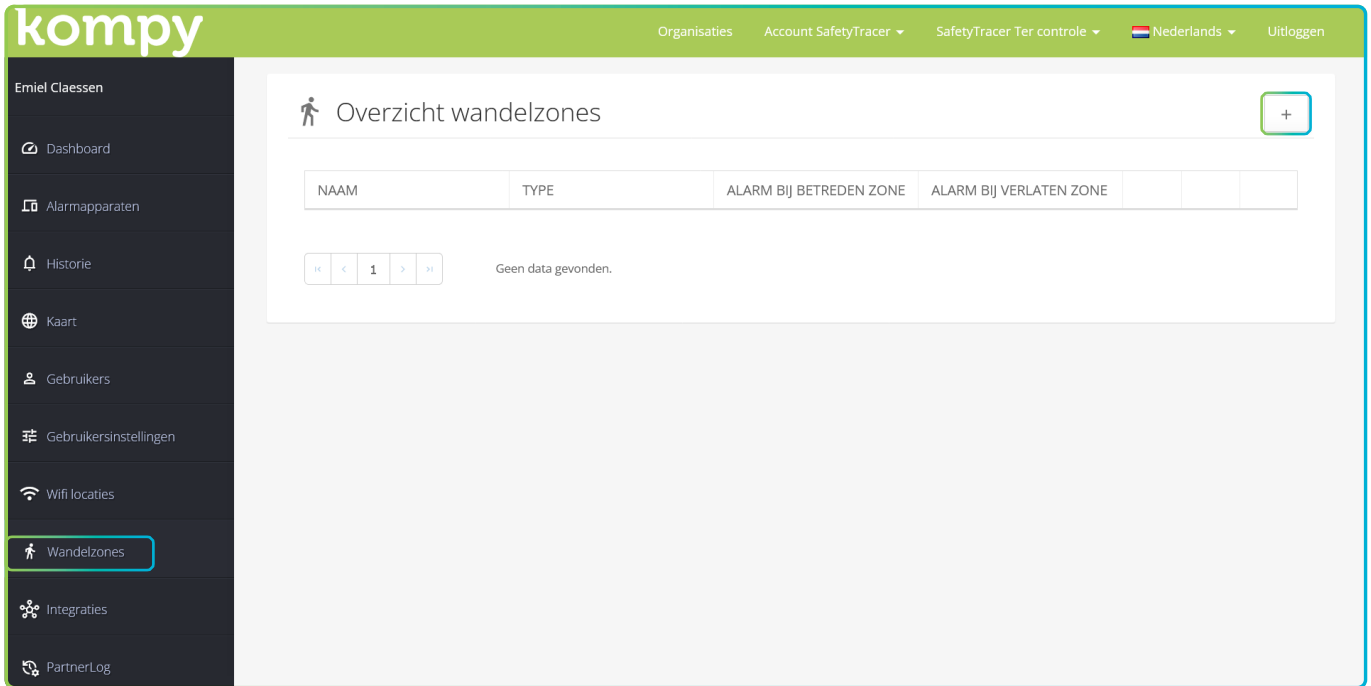 kompy
Organisaties Account SafetyTracer SafetyTracer Ter controle Nederlands Uitloggen
Emiel Claessen
Dashboard
Alarmapparaten
Historie
Kaart
Gebruikers
Gebruikersinstellingen
Wifi locaties
Wandelzones
Integraties
PartnerLog
Overzicht wandelzones
+
NAAM TYPE ALARM BIJ BETREDEN ZONE ALARM BIJ VERLATEN ZONE
1 Geen data gevonden.